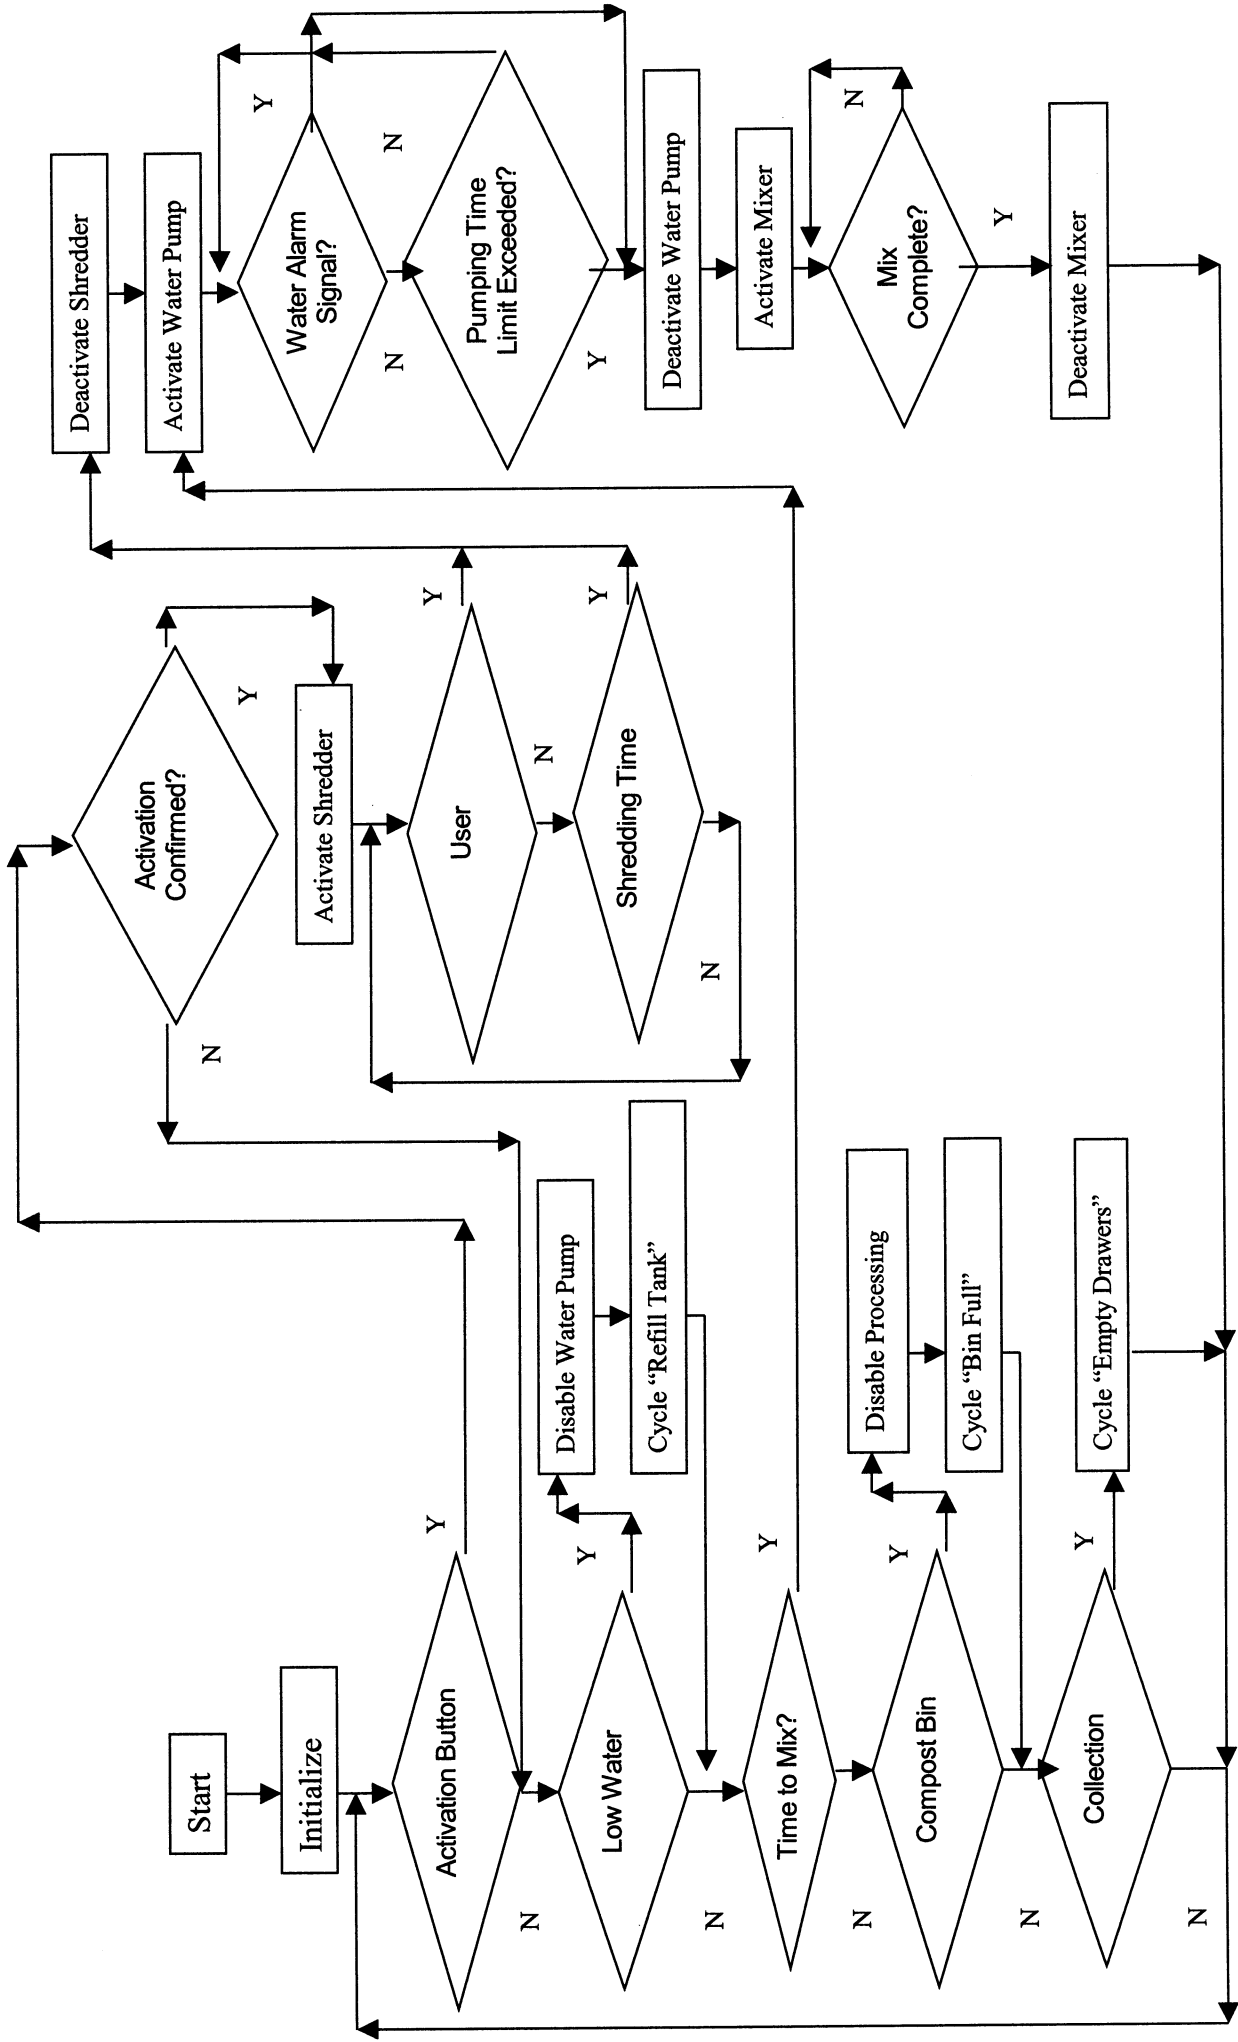 Start
Initialize
Activation Button
Y
N
Low Water
Y
N
Disable Water Pump
Cycle “Refill Tank”
Time to Mix?
Y
N
Compost Bin
Y
N
Disable Processing
Cycle “Bin Full”
Collection
Y
N
Cycle “Empty Drawers”
Activation
Confirmed?
N
Y
Activate Shredder
User
Y
N
Shredding Time
Y
N
Deactivate Shredder
Activate Water Pump
Water Alarm
Signal?
Y
N
N
Pumping Time
Limit Exceeded?
Y
Deactivate Water Pump
Activate Mixer
Mix
Complete?
N
Y
Deactivate Mixer